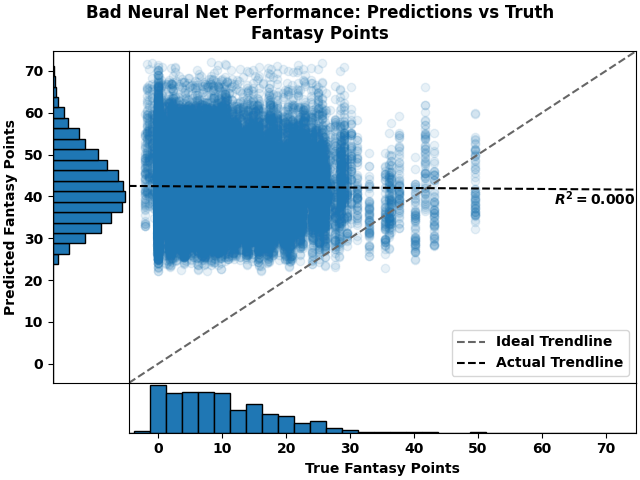 Bad Neural Net Performance: Predictions vs Truth
Fantasy Points
Predicted Fantasy Points
70
60
50
40
30
20
10
0
R² = 0.000
Ideal Trendline
Actual Trendline
0 10 20 30 40 50 60 70
True Fantasy Points